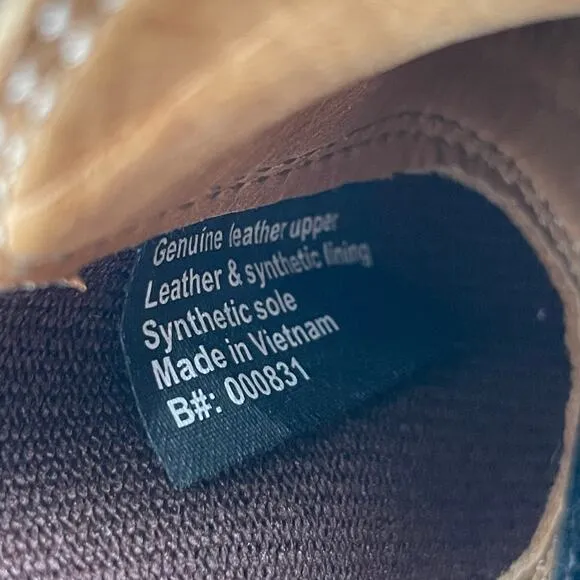 Genuine leather upper
Leather & synthetic lining
Synthetic sole
Made in Vietnam
B#: 000831